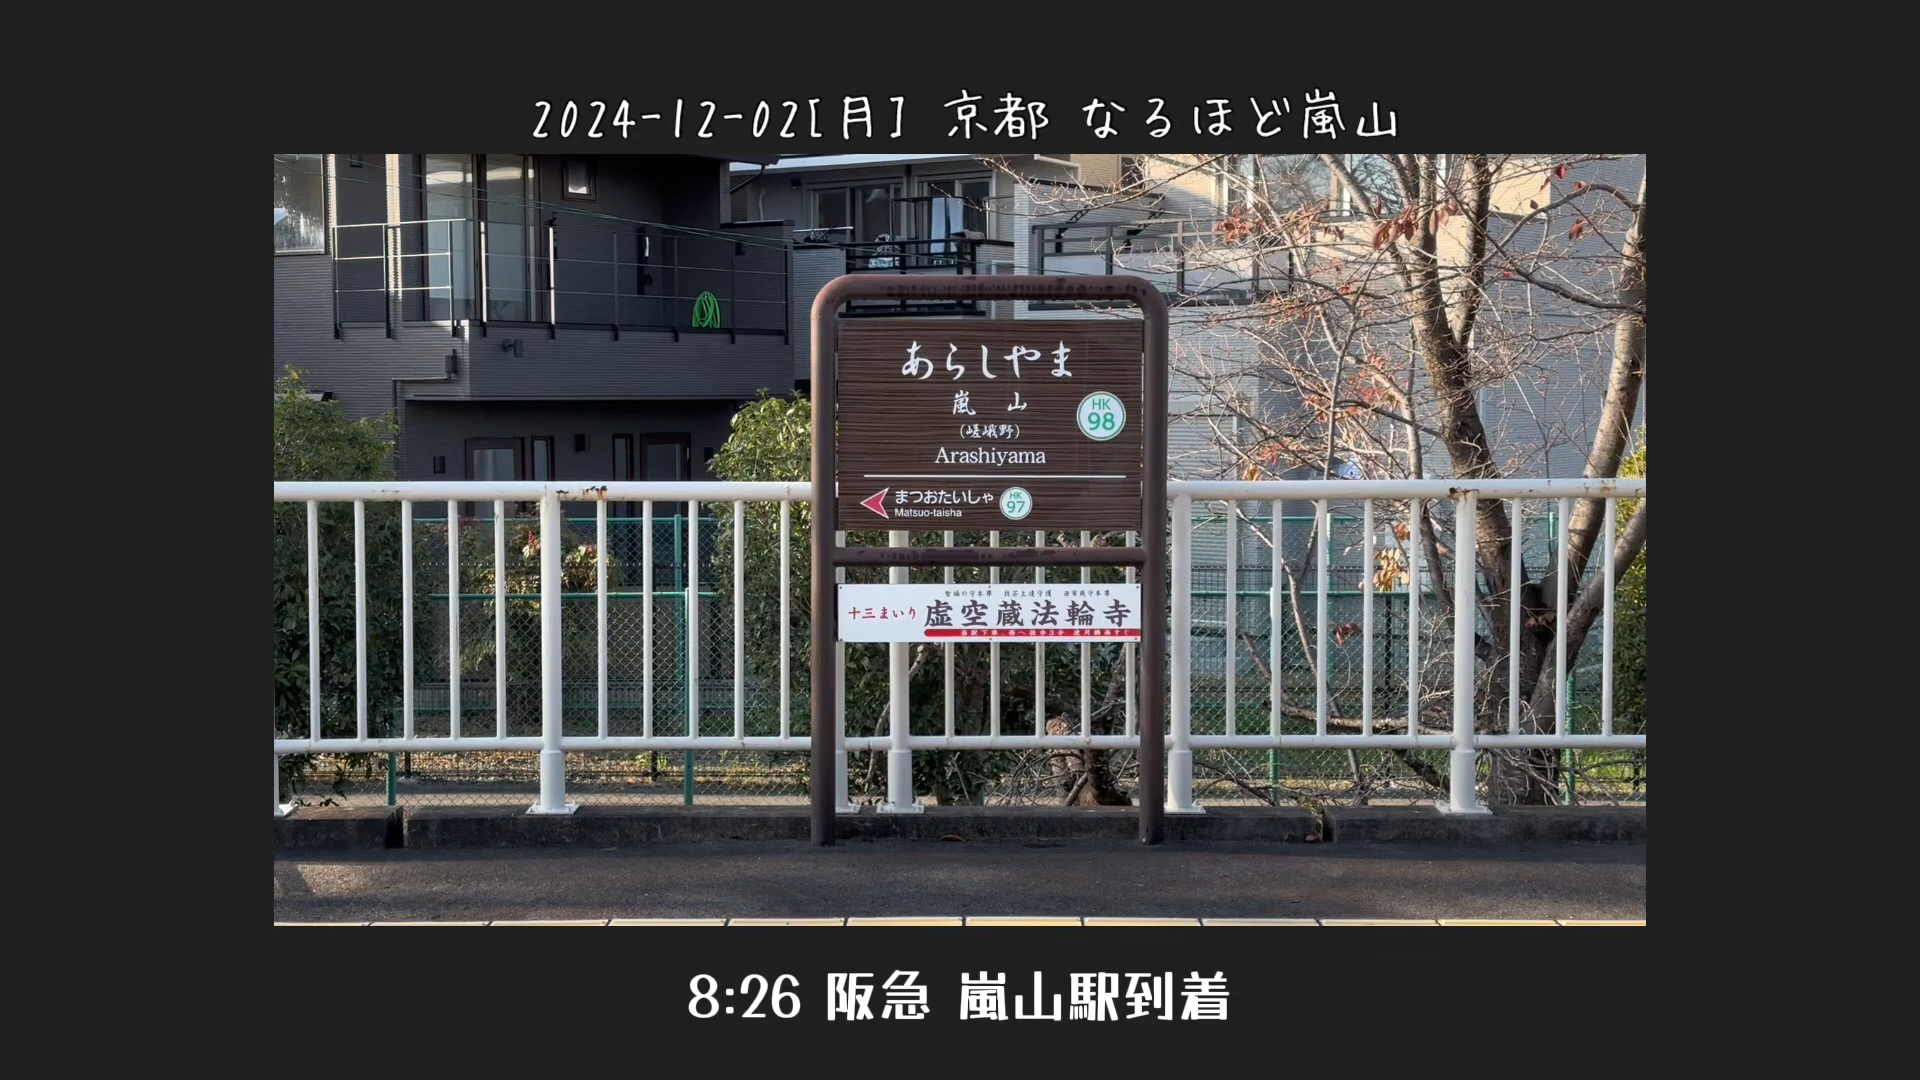 2024-12-02[月] 京都 なるほど嵐山
あらしやま
嵐 山
(嵯峨野)
Arashiyama
HK
98
まつおたいしゃ
Matsuo-taisha
HK
97
十三まいり 虚空蔵法輪寺
8:26 阪急 嵐山駅到着